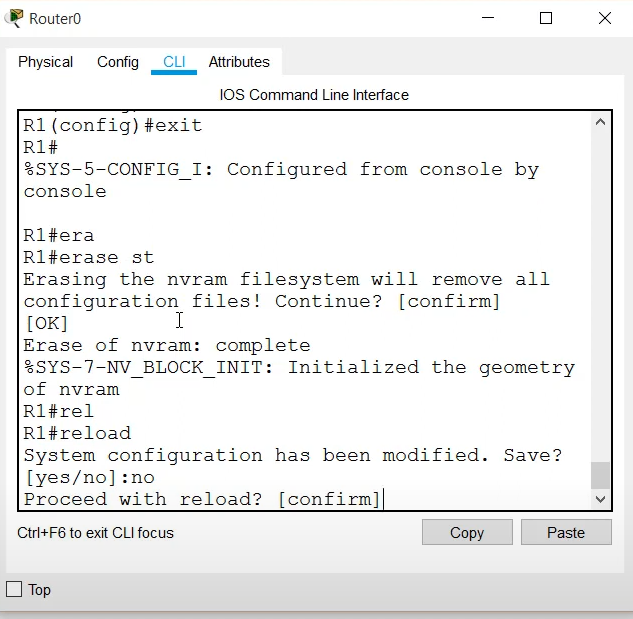 Router0
Physical Config CLI Attributes
IOS Command Line Interface
R1(config)#exit
R1#
%SYS-5-CONFIG_I: Configured from console by
console
R1#era
R1#erase st
Erasing the nvram filesystem will remove all
configuration files! Continue? [confirm]
[OK]
Erase of nvram: complete
%SYS-7-NV_BLOCK_INIT: Initialized the geometry
of nvram
R1#rel
R1#reload
System configuration has been modified. Save?
[yes/no]:no
Proceed with reload? [confirm]
Ctrl+F6 to exit CLI focus
Copy Paste
Top